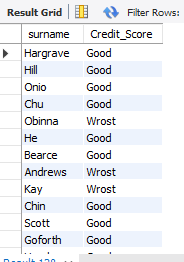 Result Grid Filter Rows:
surname Credit_Score
Hargrave Good
Hill Good
Onio Good
Chu Good
Obinna Wrost
He Good
Bearce Good
Andrews Wrost
Kay Wrost
Chin Good
Scott Good
Goforth Good